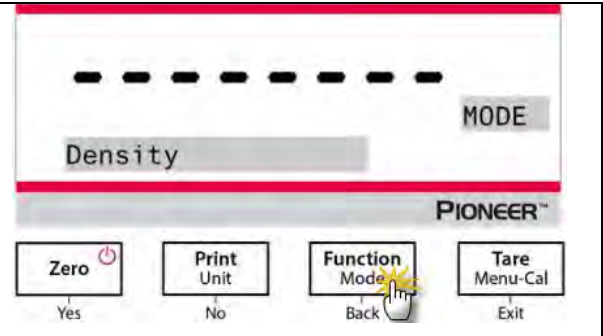 --------
MODE
Density
PIONEER™
Zero Print Function Tare
Unit Mode Menu-Cal
Yes No Back Exit